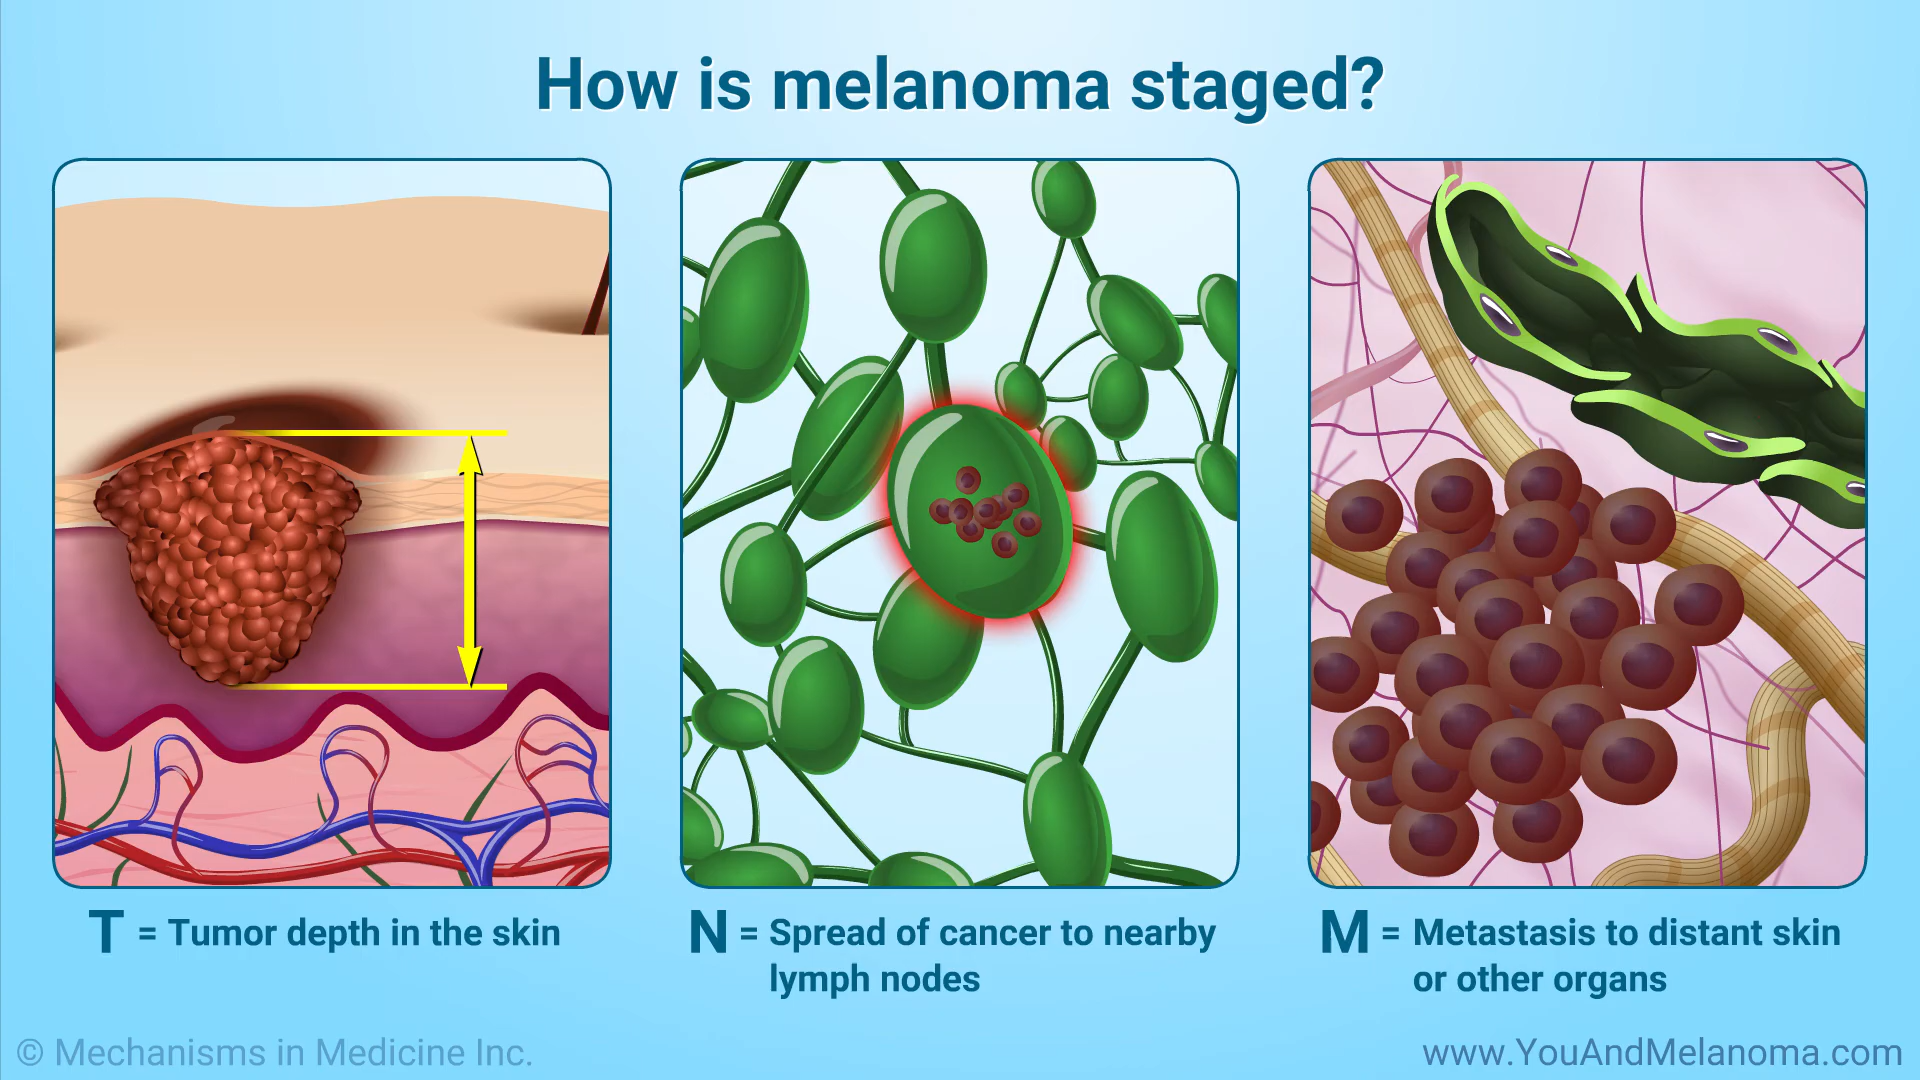 How is melanoma staged?
T = Tumor depth in the skin
N = Spread of cancer to nearby
lymph nodes
M = Metastasis to distant skin
or other organs
© Mechanisms in Medicine Inc.
www.YouAndMelanoma.com